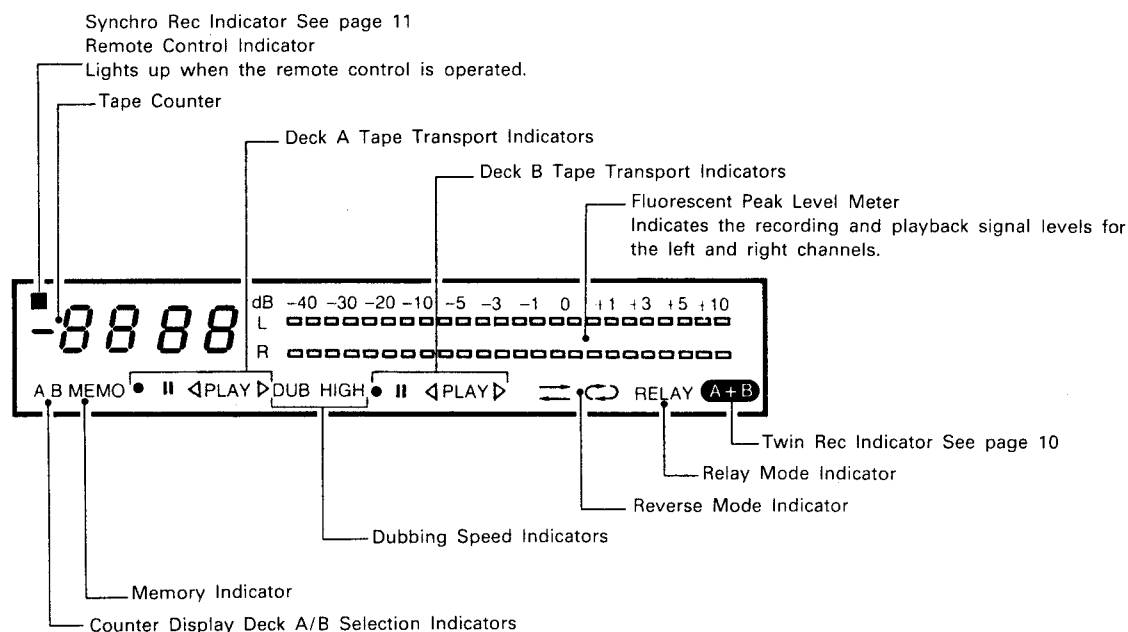 Synchro Rec Indicator See page 11
Remote Control Indicator
Lights up when the remote control is operated.
Tape Counter
Deck A Tape Transport Indicators
Deck B Tape Transport Indicators
Fluorescent Peak Level Meter
Indicates the recording and playback signal levels for
the left and right channels.
dB -40 -30 -20 -10 -5 -3 -1 0 +1 +3 +5 +10
-8888
L
R
A B MEMO ● II ◁PLAY▷ DUB HIGH ● II ◁PLAY▷ RELAY A+B
Twin Rec Indicator See page 10
Relay Mode Indicator
Reverse Mode Indicator
Dubbing Speed Indicators
Memory Indicator
Counter Display Deck A/B Selection Indicators